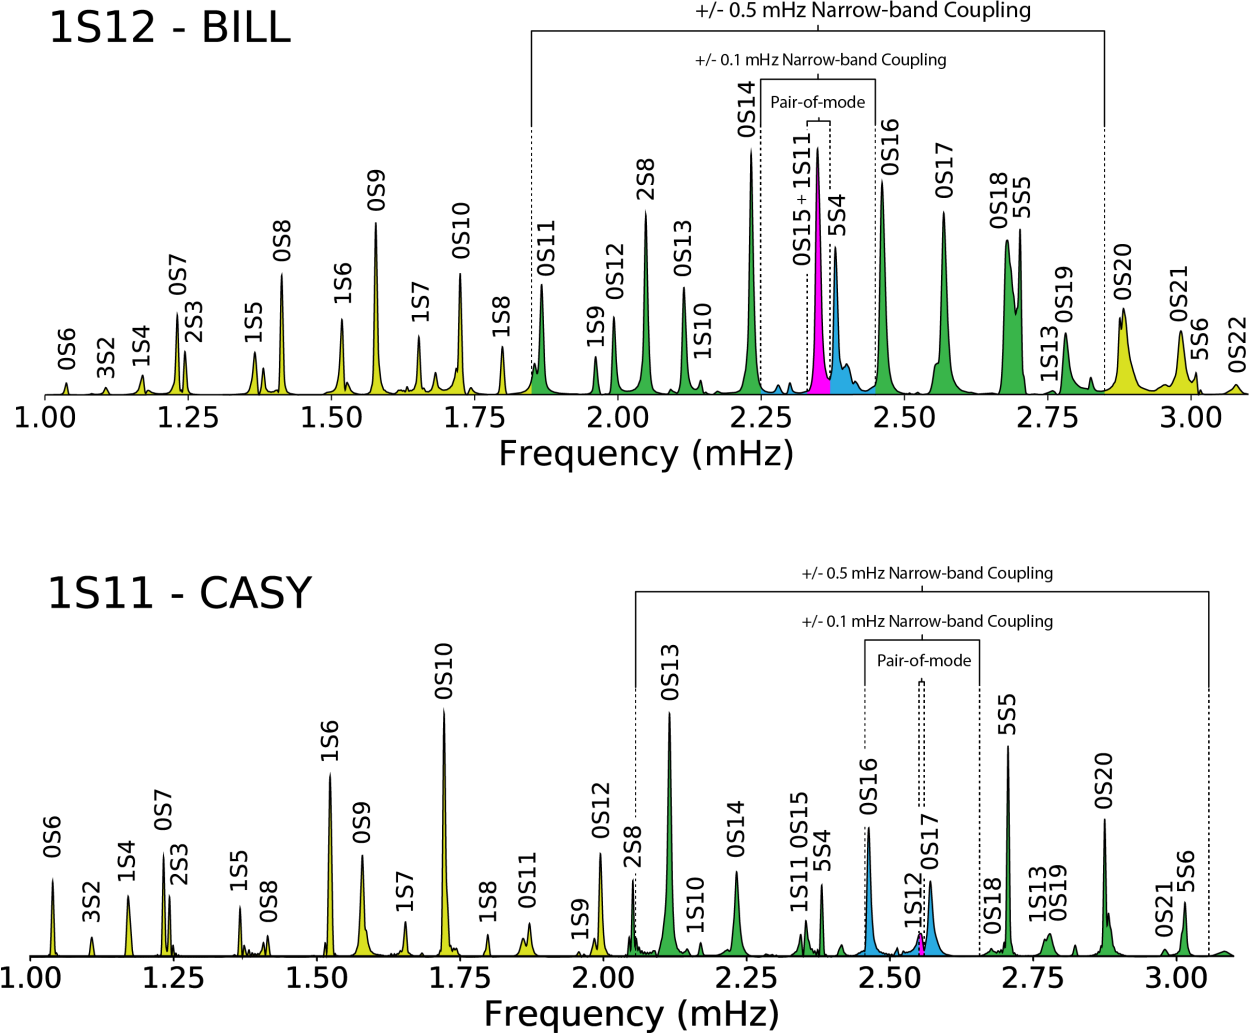 1S12 - BILL
+/- 0.5 mHz Narrow-band Coupling
+/- 0.1 mHz Narrow-band Coupling
Pair-of-mode
0S6
3S2
1S4
0S7
2S3
1S5
0S8
1S6
0S9
1S7
0S10
1S8
0S11
1S9
0S12
2S8
0S13
1S10
0S14
0S15 + 1S11
5S4
0S16
0S17
0S18
5S5
1S13
0S19
0S20
0S21
5S6
0S22
1.00 1.25 1.50 1.75 2.00 2.25 2.50 2.75 3.00
Frequency (mHz)
1S11 - CASY
+/- 0.5 mHz Narrow-band Coupling
+/- 0.1 mHz Narrow-band Coupling
Pair-of-mode
0S6
3S2
1S4
0S7
2S3
1S5
0S8
1S6
0S9
1S7
0S10
1S8
0S11
1S9
0S12
2S8
0S13
1S10
0S14
1S11 0S15
5S4
0S16
1S12
0S17
0S18
5S5
1S13
0S19
0S20
0S21
5S6
1.00 1.25 1.50 1.75 2.00 2.25 2.50 2.75 3.00
Frequency (mHz)